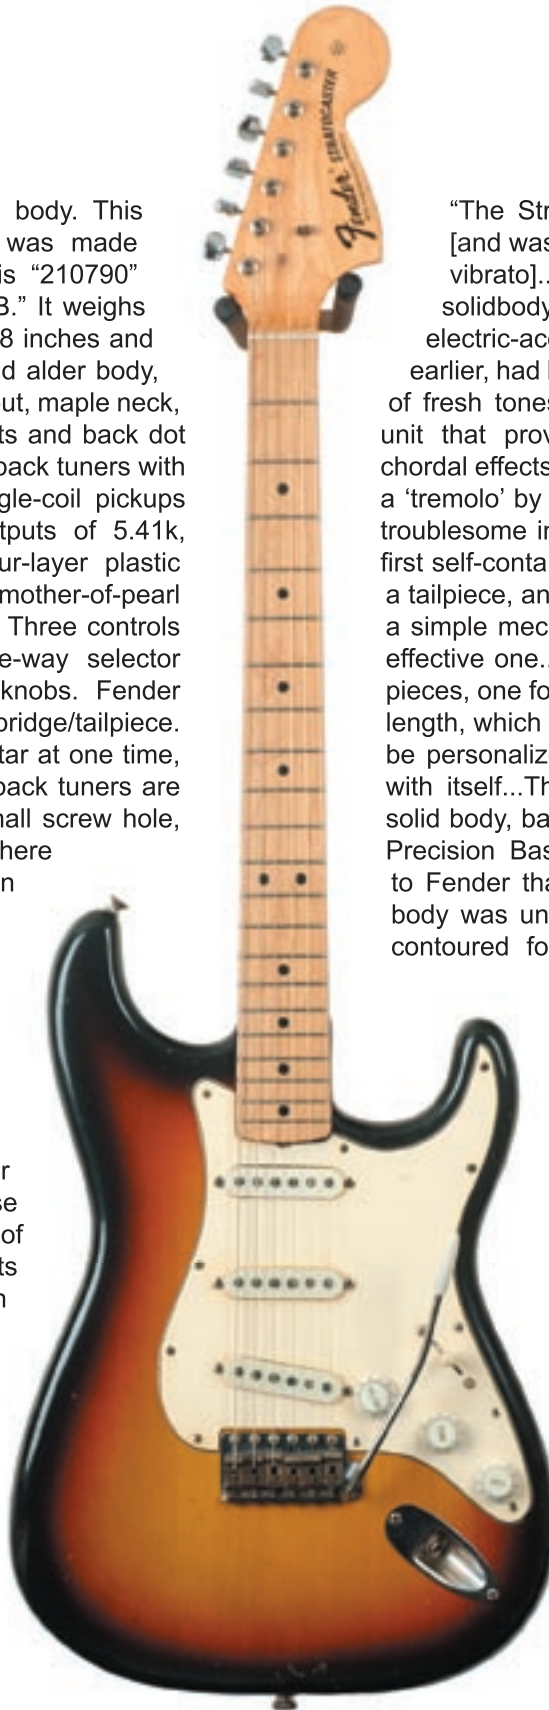 Fender STRATOCASTER
body. This
was made
is “210790”
B.” It weighs
8 inches and
d alder body,
out, maple neck,
ts and back dot
back tuners with
gle-coil pickups
tputs of 5.41k,
ur-layer plastic
mother-of-pearl
Three controls
e-way selector
knobs. Fender
bridge/tailpiece.
tar at one time,
back tuners are
mall screw hole,
here
n
r
se
of
ts
n
“The Str
[and was
vibrato]..
solidbody
electric-aco
earlier, had
of fresh tones
unit that prov
chordal effects
a ‘tremolo’ by
troublesome in
first self-conta
a tailpiece, an
a simple mec
effective one..
pieces, one fo
length, which
be personalize
with itself...Th
solid body, ba
Precision Bas
to Fender tha
body was un
contoured fo